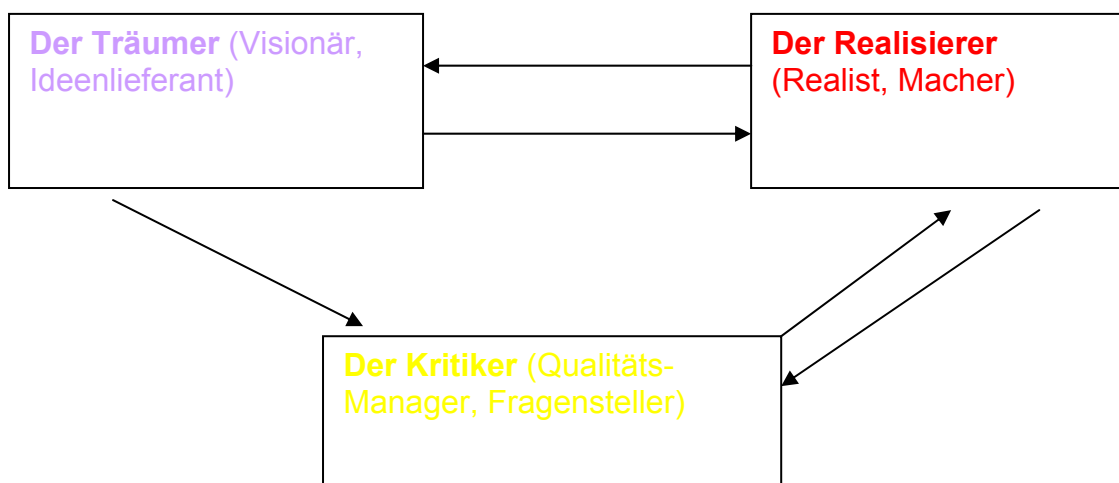 Der Träumer (Visionär,
Ideenlieferant)
Der Realisierer
(Realist, Macher)
Der Kritiker (Qualitäts-
Manager, Fragensteller)